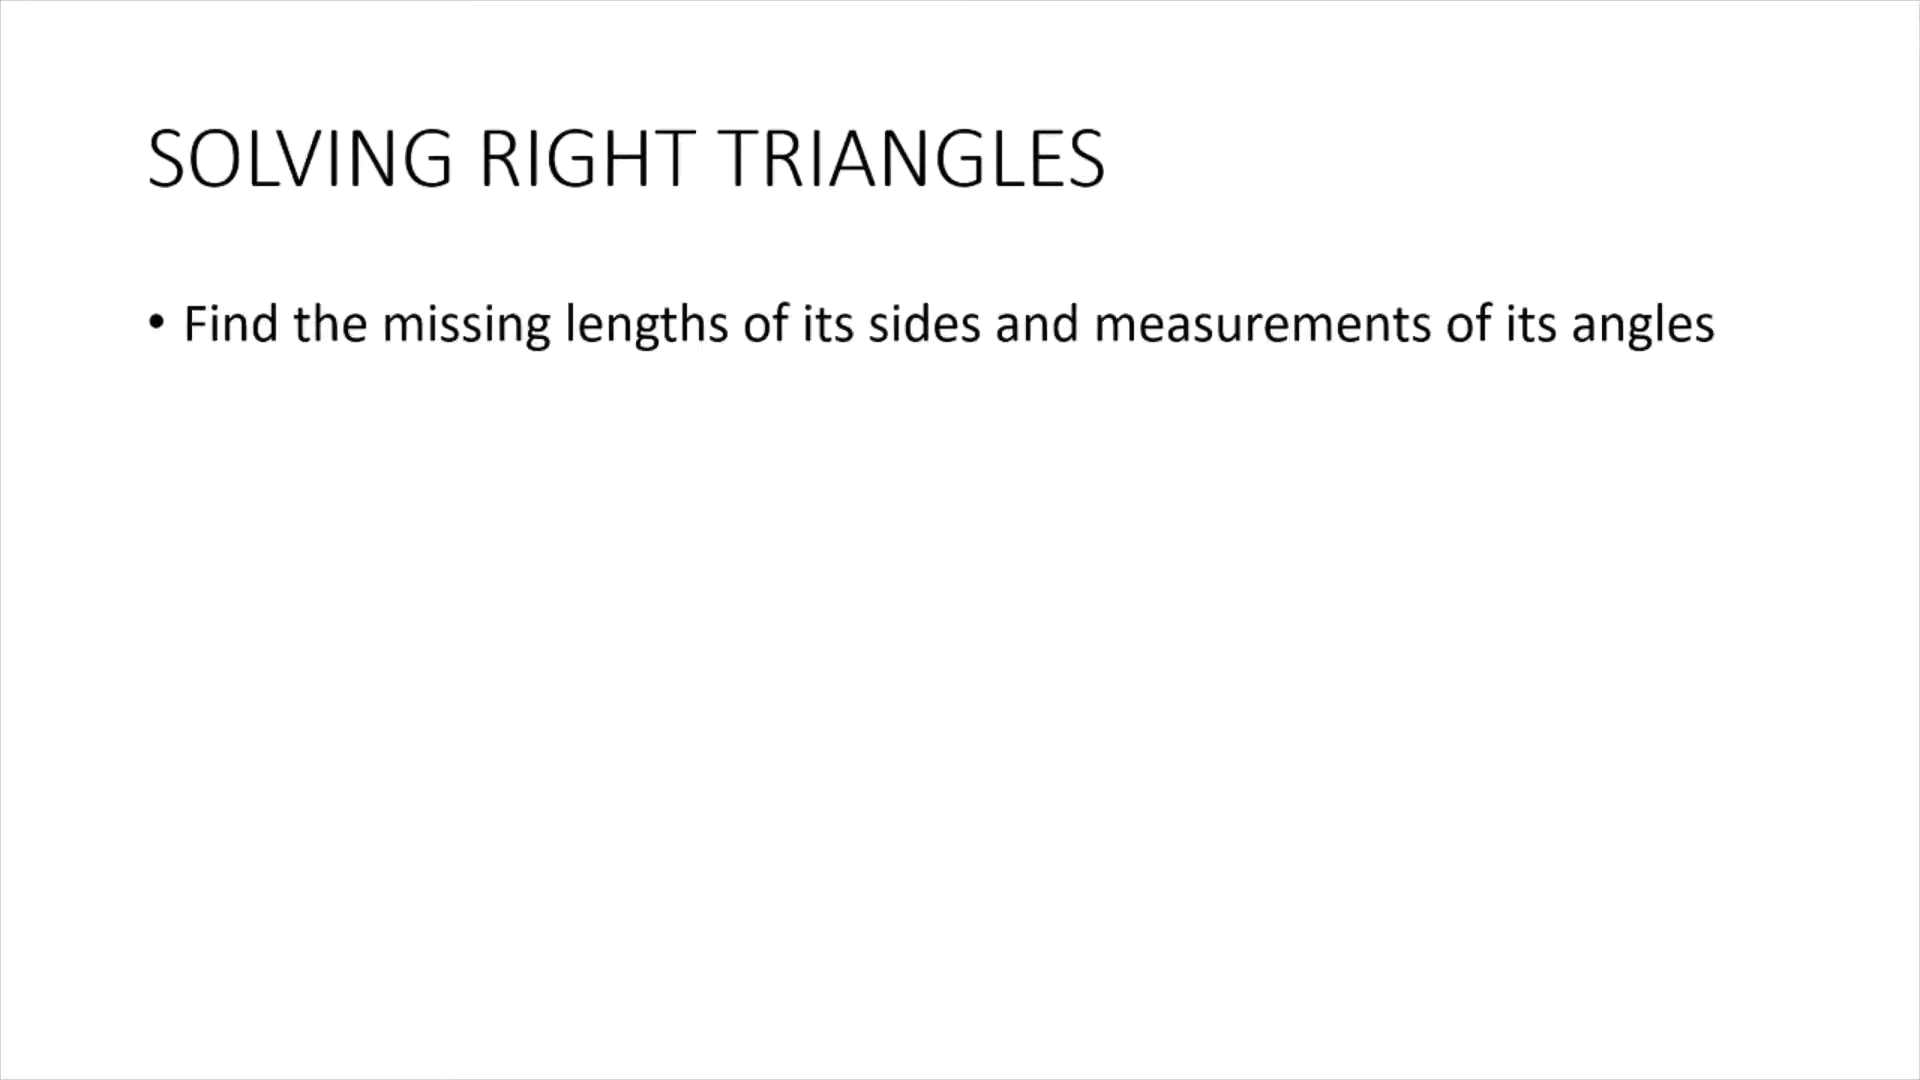 SOLVING RIGHT TRIANGLES
• Find the missing lengths of its sides and measurements of its angles